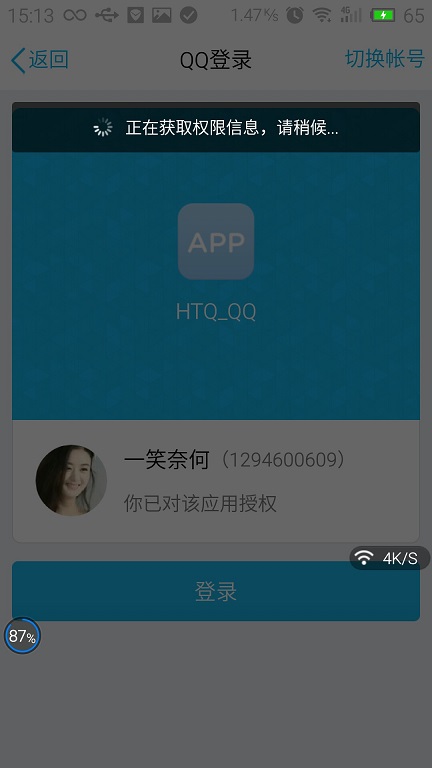 15:13 1.47K/s 4G 65
返回 QQ登录 切换帐号
正在获取权限信息，请稍候...
APP
HTQ_QQ
一笑奈何（1294600609）
你已对该应用授权
4K/S
登录
87%